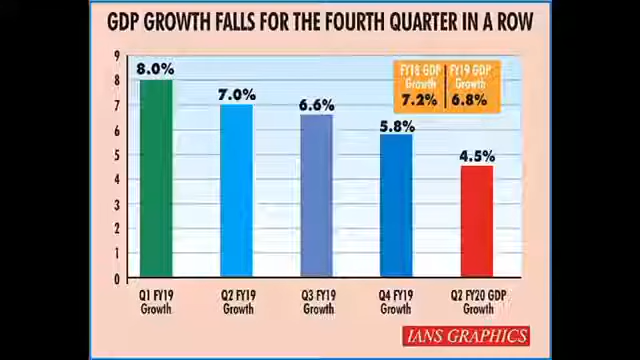 GDP GROWTH FALLS FOR THE FOURTH QUARTER IN A ROW
9
8
7
6
5
4
3
2
1
0
8.0%
7.0%
6.6%
5.8%
4.5%
FY18 GDP Growth 7.2%
FY19 GDP Growth 6.8%
Q1 FY19 Growth
Q2 FY19 Growth
Q3 FY19 Growth
Q4 FY19 Growth
Q2 FY20 GDP Growth
IANS GRAPHICS